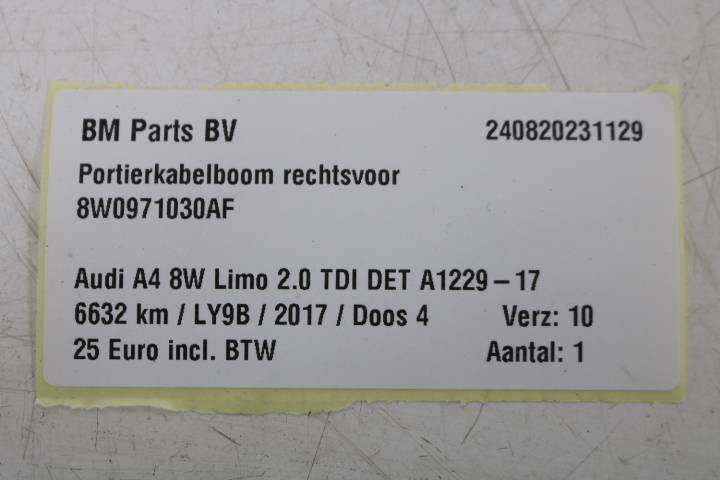 BM Parts BV 240820231129
Portierkabelboom rechtsvoor
8W0971030AF
Audi A4 8W Limo 2.0 TDI DET A1229 – 17
6632 km / LY9B / 2017 / Doos 4 Verz: 10
25 Euro incl. BTW Aantal: 1